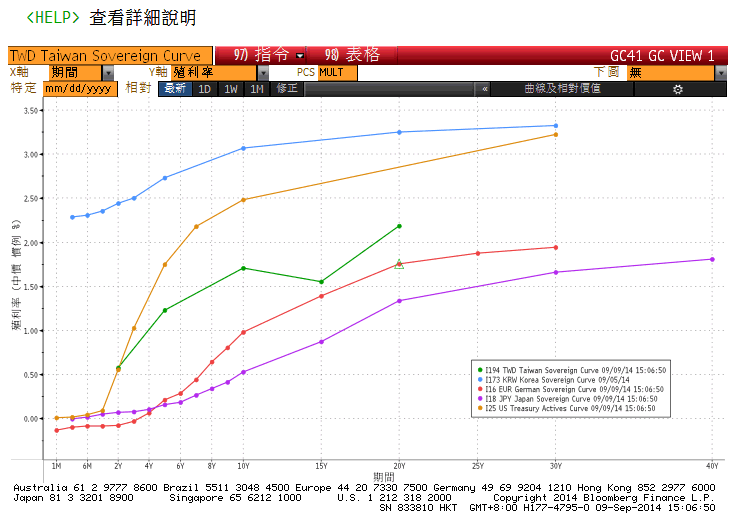 <HELP> 查看詳細說明
TWD Taiwan Sovereign Curve 97) 指令 98) 表格 GC41 GC VIEW 1
X軸 期間 Y軸 殖利率 PCS MULT 下圖 無
特定 mm/dd/yyyy 相對 最新 1D 1W 1M 修正 « 曲線及相對價值
3.50
3.00
2.50
2.00
1.50
1.00
0.50
0.00
殖利率 (中價 慣例 %)
I194 TWD Taiwan Sovereign Curve 09/09/14 15:06:50
I173 KRW Korea Sovereign Curve 09/05/14
I16 EUR German Sovereign Curve 09/09/14 15:06:50
I18 JPY Japan Sovereign Curve 09/09/14 15:06:50
I25 US Treasury Actives Curve 09/09/14 15:06:50
1M 6M 2Y 4Y 6Y 8Y 10Y 15Y 20Y 25Y 30Y 40Y
期間
Australia 61 2 9777 8600 Brazil 5511 3048 4500 Europe 44 20 7330 7500 Germany 49 69 9204 1210 Hong Kong 852 2977 6000
Japan 81 3 3201 8900 Singapore 65 6212 1000 U.S. 1 212 318 2000 Copyright 2014 Bloomberg Finance L.P.
SN 833810 HKT GMT+8:00 H177-4795-0 09-Sep-2014 15:06:50